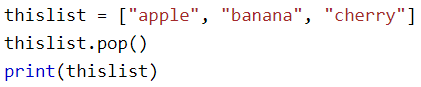 thislist = ["apple", "banana", "cherry"]
thislist.pop()
print(thislist)